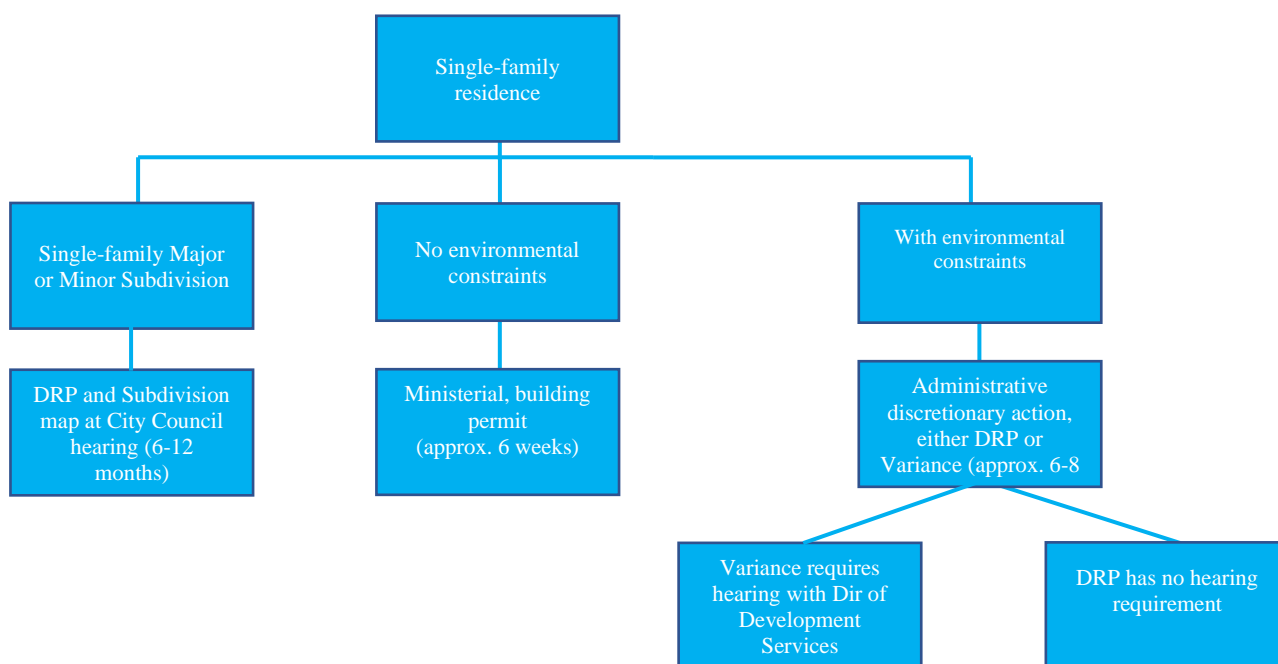 Single-family
residence
Single-family Major
or Minor Subdivision
No environmental
constraints
With environmental
constraints
DRP and Subdivision
map at City Council
hearing (6-12
months)
Ministerial, building
permit
(approx. 6 weeks)
Administrative
discretionary action,
either DRP or
Variance (approx. 6-8
Variance requires
hearing with Dir of
Development
Services
DRP has no hearing
requirement